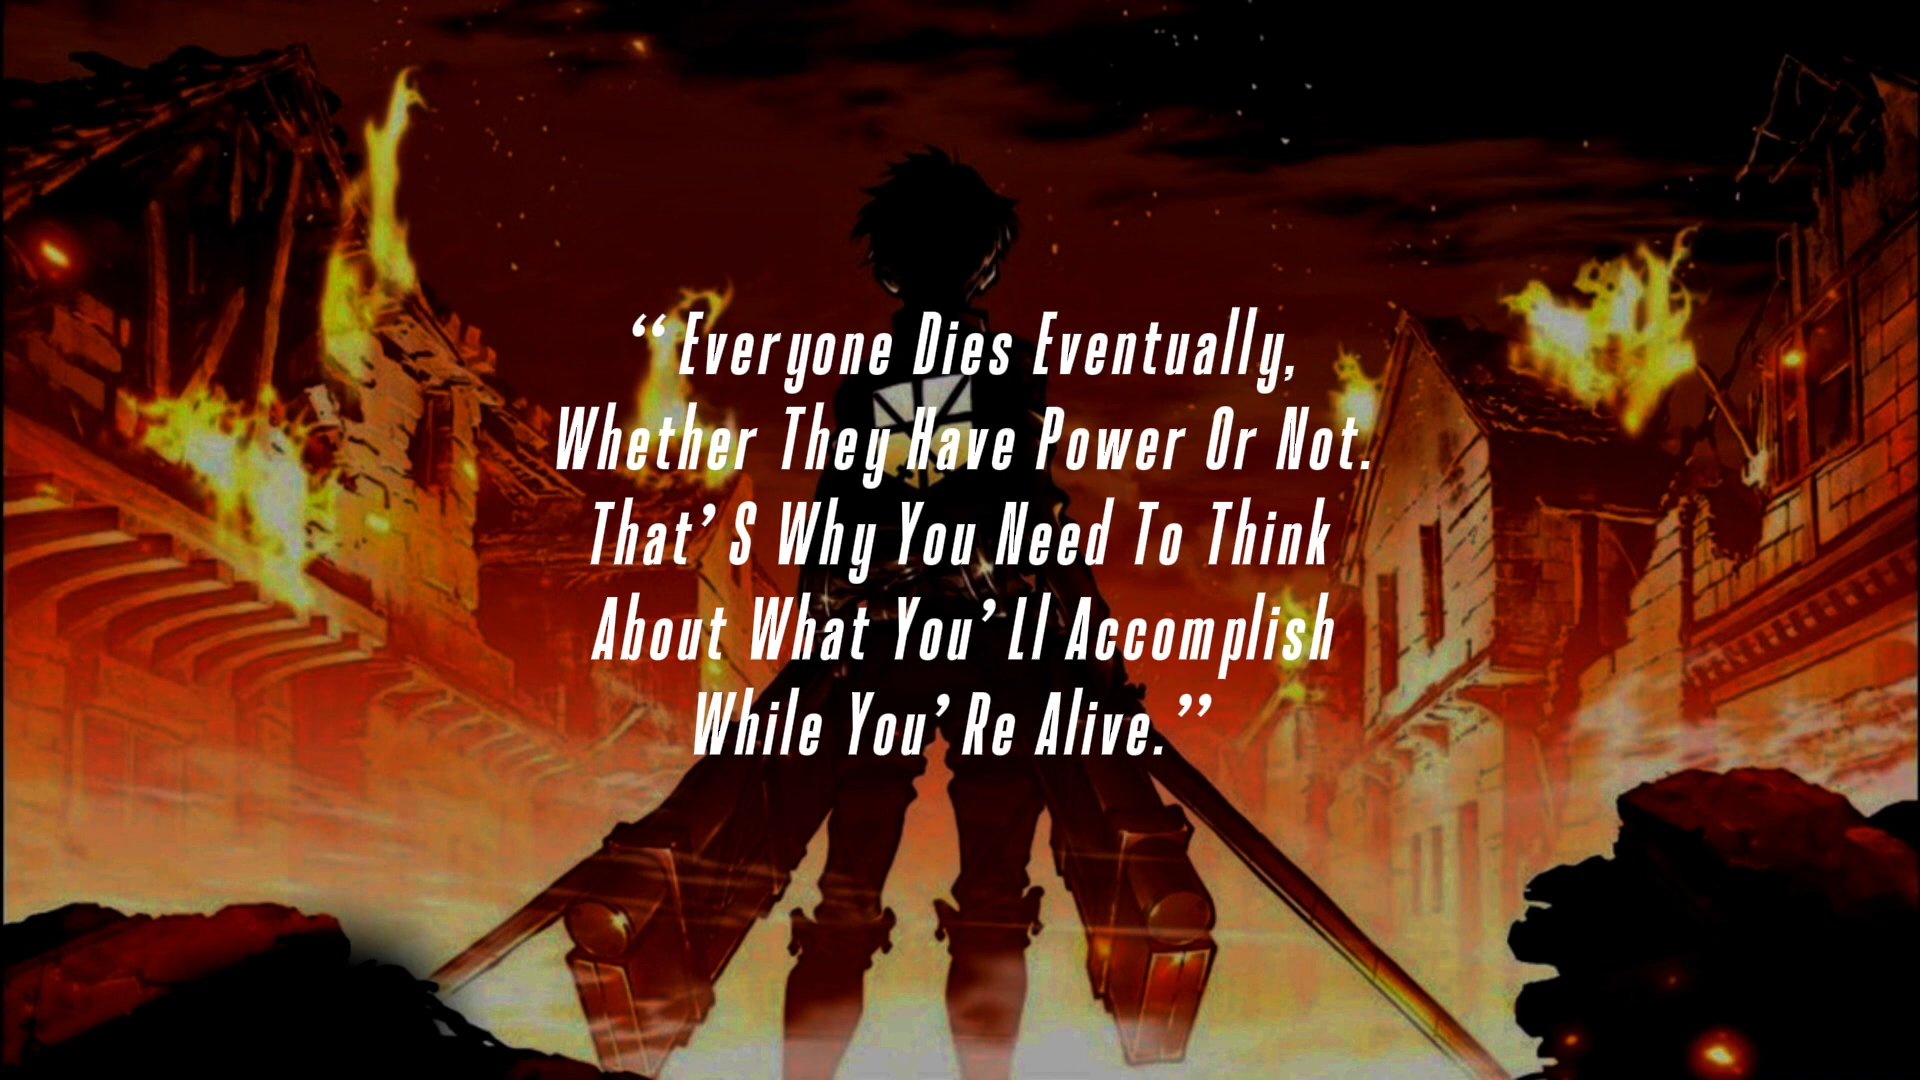 “ Everyone Dies Eventually,
Whether They Have Power Or Not.
That’ S Why You Need To Think
About What You’ Ll Accomplish
While You’ Re Alive. ”